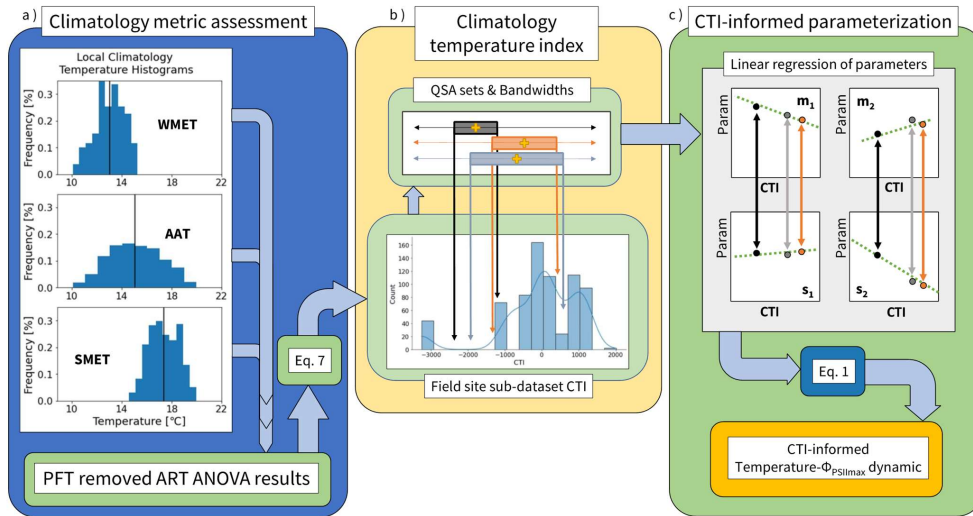 a )
Climatology metric assessment
Local Climatology
Temperature Histograms
Frequency [%]
0.3
0.2
0.1
0.0
10
14
18
22
WMET
Frequency [%]
0.3
0.2
0.1
0.0
10
14
18
22
AAT
Frequency [%]
0.3
0.2
0.1
0.0
10
14
18
22
SMET
Temperature [℃]
Eq. 7
PFT removed ART ANOVA results
b )
Climatology
temperature index
QSA sets & Bandwidths
Count
160
140
120
100
80
60
40
20
0
-3000
-2000
-1000
0
1000
2000
CTI
Field site sub-dataset CTI
c )
CTI-informed parameterization
Linear regression of parameters
Param
m1
CTI
Param
m2
CTI
Param
s1
CTI
Param
s2
CTI
Eq. 1
CTI-informed
Temperature-ΦPSIImax dynamic